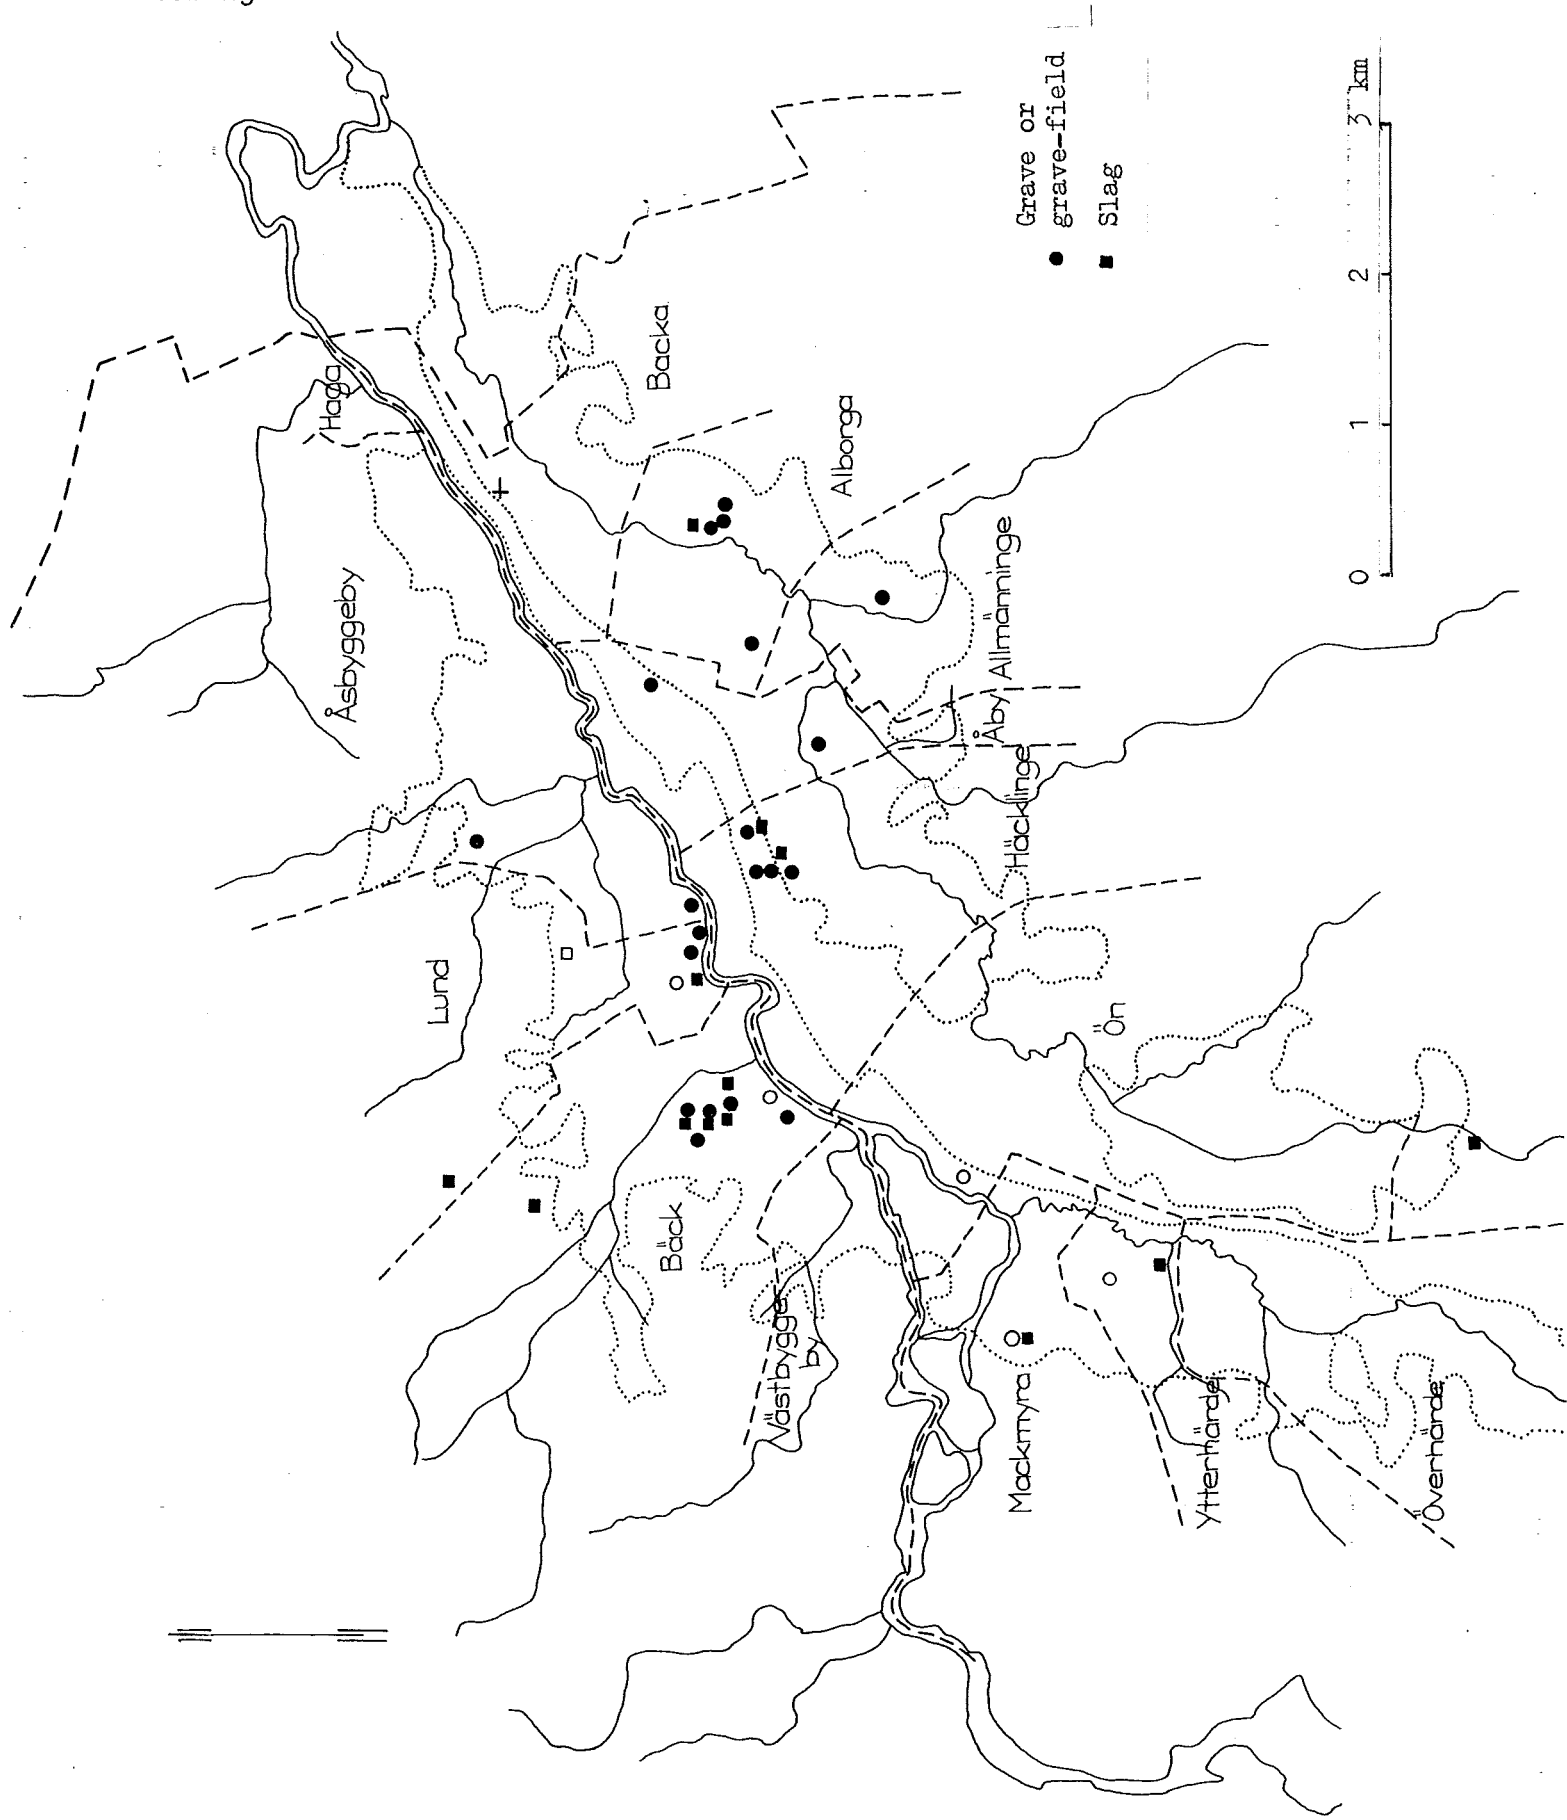 Haga
Åsbyggeby
Backa
Alborga
Åby Allmänninge
Häcklinge
Lund
Ön
Bäck
Västbygge
by
Mackmyra
Ytterhärde
Överhärde
Grave or
grave-field
Slag
0 1 2 3 km